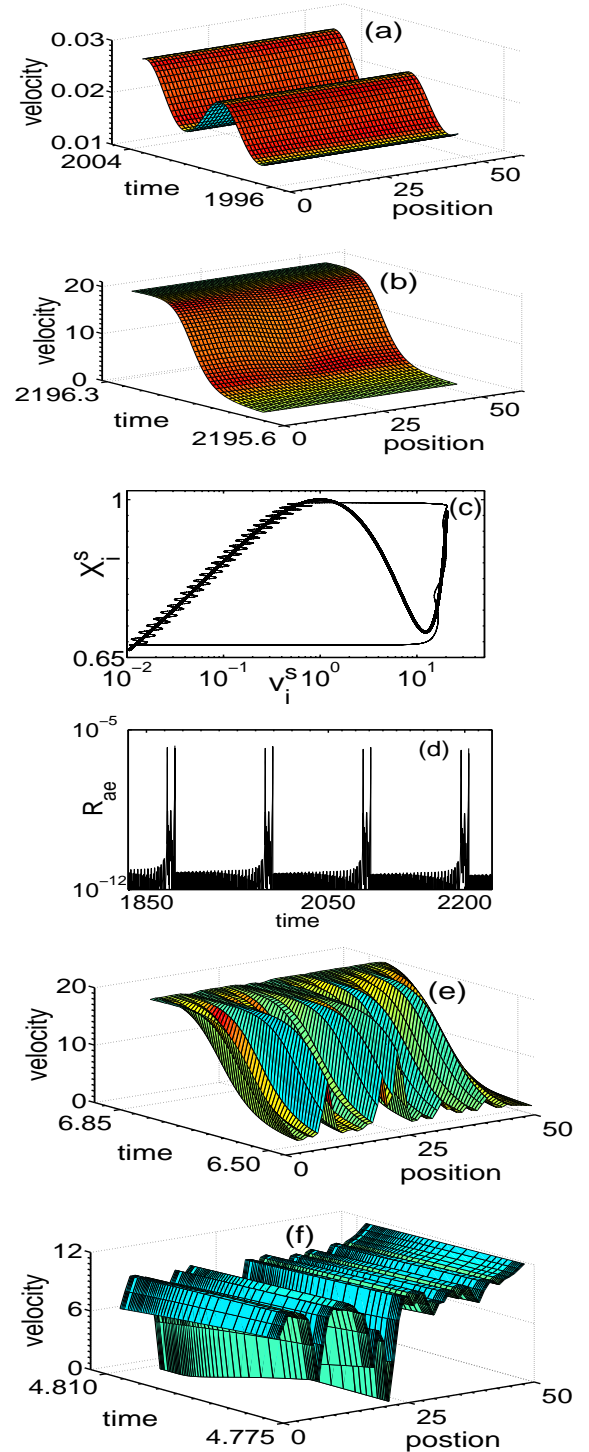 (a)
velocity
0.03
0.02
0.01
2004
1996
time
0
25
50
position
(b)
velocity
20
10
0
2196.3
2195.6
time
0
25
50
position
(c)
X_i^s
1
0.65
10^-2
10^-1
10^0
10^1
v_i^s
(d)
R_ae
10^-5
10^-12
1850
2050
2200
time
(e)
velocity
20
10
0
6.85
6.50
time
0
25
50
position
(f)
velocity
12
6
0
4.810
4.775
time
0
25
50
postion